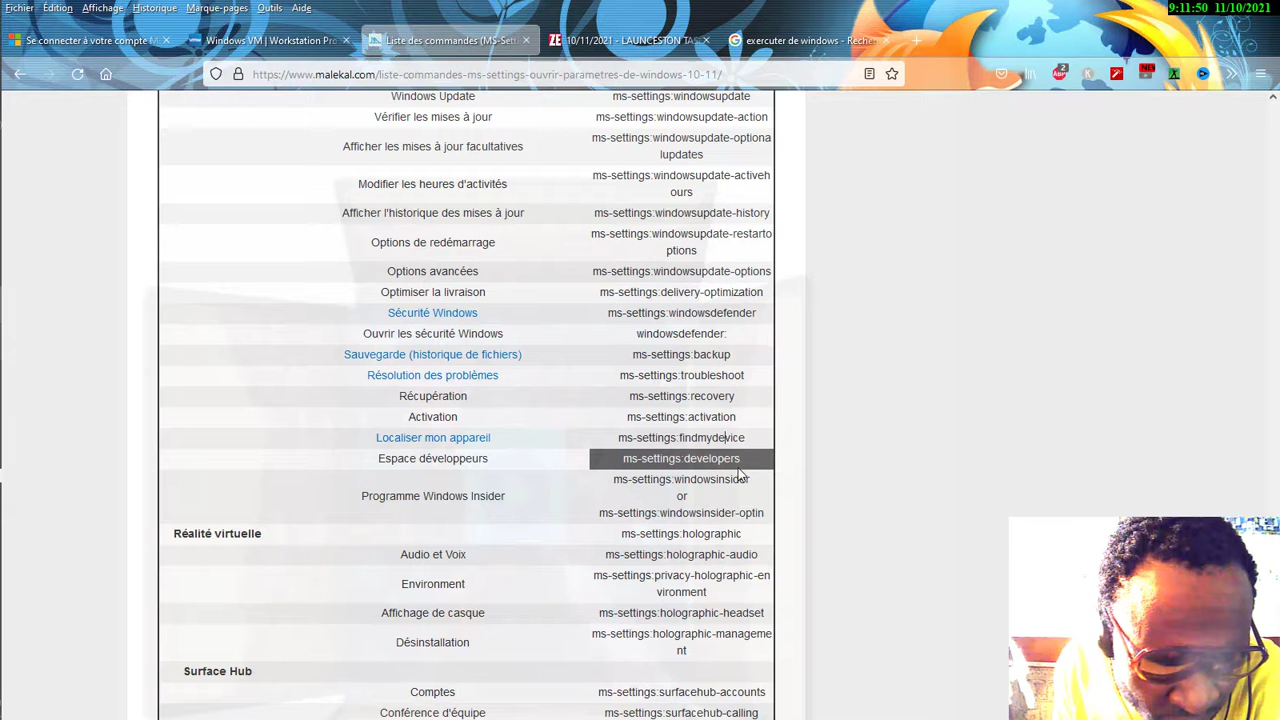 Fichier Édition Affichage Historique Marque-pages Outils Aide
9:11:50 11/10/2021
Se connecter à votre compte Mi
Windows VM | Workstation Pro
Liste des commandes (MS-Sett
10/11/2021 - LAUNCESTON TAS
exercuter de windows - Recher
https://www.malekal.com/liste-commandes-ms-settings-ouvrir-parametres-de-windows-10-11/
Windows Update ms-settings:windowsupdate
Vérifier les mises à jour ms-settings:windowsupdate-action
Afficher les mises à jour facultatives ms-settings:windowsupdate-optiona
lupdates
Modifier les heures d'activités ms-settings:windowsupdate-activeh
ours
Afficher l'historique des mises à jour ms-settings:windowsupdate-history
Options de redémarrage ms-settings:windowsupdate-restarto
ptions
Options avancées ms-settings:windowsupdate-options
Optimiser la livraison ms-settings:delivery-optimization
Sécurité Windows ms-settings:windowsdefender
Ouvrir les sécurité Windows windowsdefender:
Sauvegarde (historique de fichiers) ms-settings:backup
Résolution des problèmes ms-settings:troubleshoot
Récupération ms-settings:recovery
Activation ms-settings:activation
Localiser mon appareil ms-settings:findmydevice
Espace développeurs ms-settings:developers
Programme Windows Insider ms-settings:windowsinsider
or
ms-settings:windowsinsider-optin
Réalité virtuelle ms-settings:holographic
Audio et Voix ms-settings:holographic-audio
Environment ms-settings:privacy-holographic-en
vironment
Affichage de casque ms-settings:holographic-headset
Désinstallation ms-settings:holographic-manageme
nt
Surface Hub
Comptes ms-settings:surfacehub-accounts
Conférence d'équipe ms-settings:surfacehub-calling